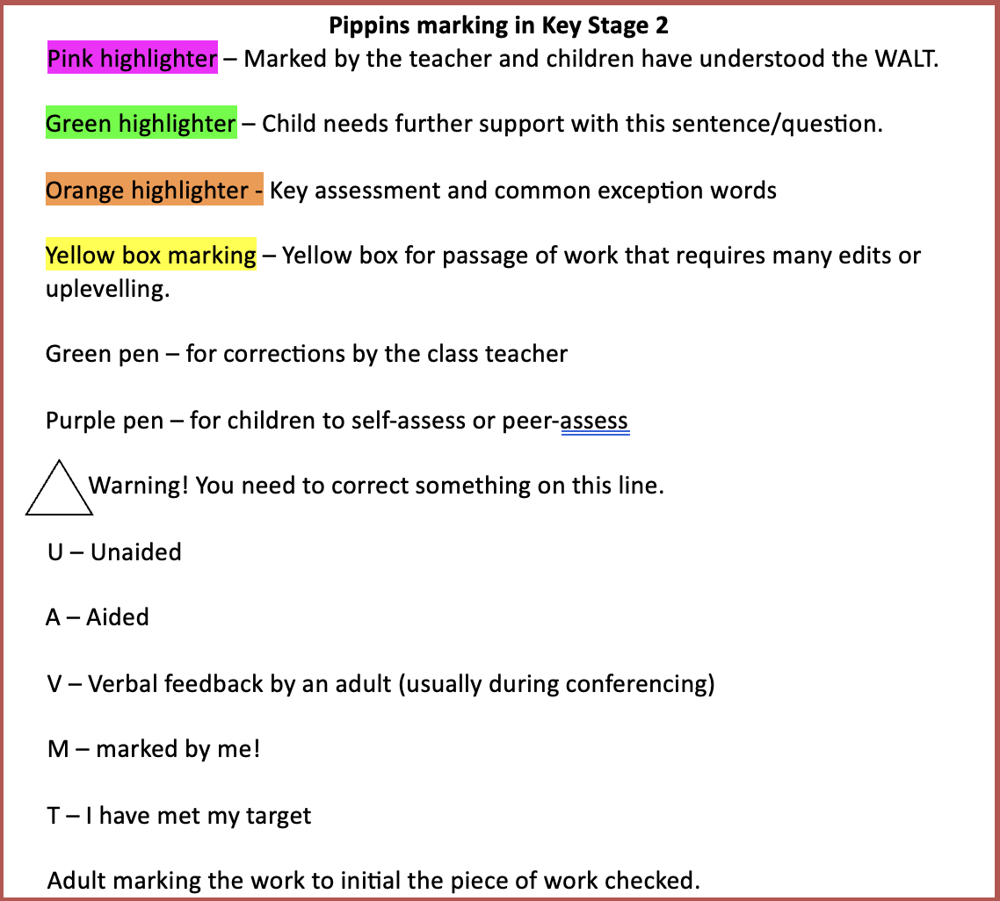 Pippins marking in Key Stage 2
Pink highlighter – Marked by the teacher and children have understood the WALT.
Green highlighter – Child needs further support with this sentence/question.
Orange highlighter - Key assessment and common exception words
Yellow box marking – Yellow box for passage of work that requires many edits or
uplevelling.
Green pen – for corrections by the class teacher
Purple pen – for children to self-assess or peer-assess
Warning! You need to correct something on this line.
U – Unaided
A – Aided
V – Verbal feedback by an adult (usually during conferencing)
M – marked by me!
T – I have met my target
Adult marking the work to initial the piece of work checked.